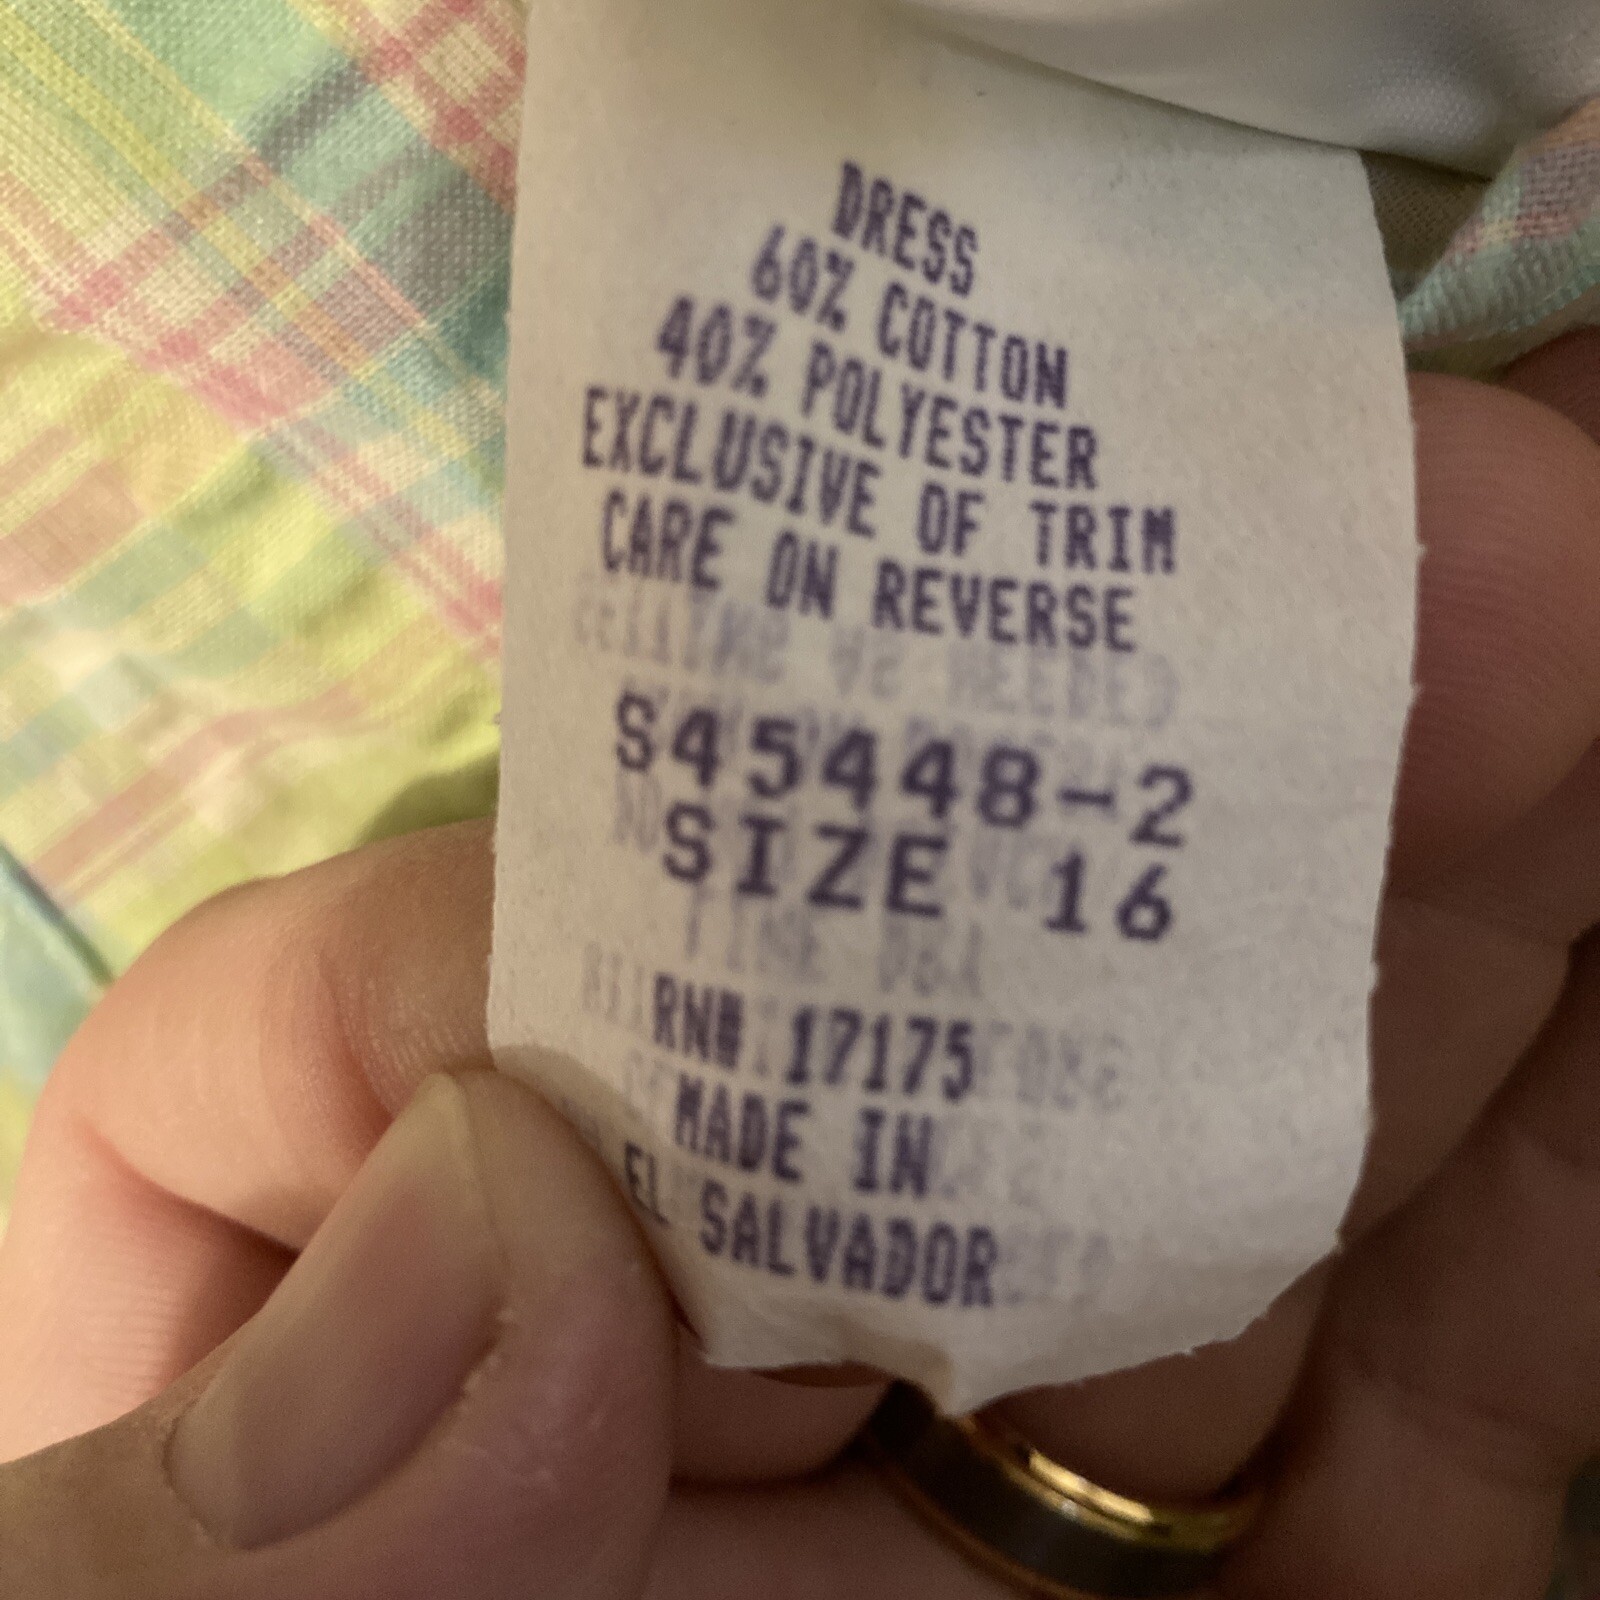 DRESS
60% COTTON
40% POLYESTER
EXCLUSIVE OF TRIM
CARE ON REVERSE
S45448-2
SIZE 16
RN# 17175
MADE IN
EL SALVADOR